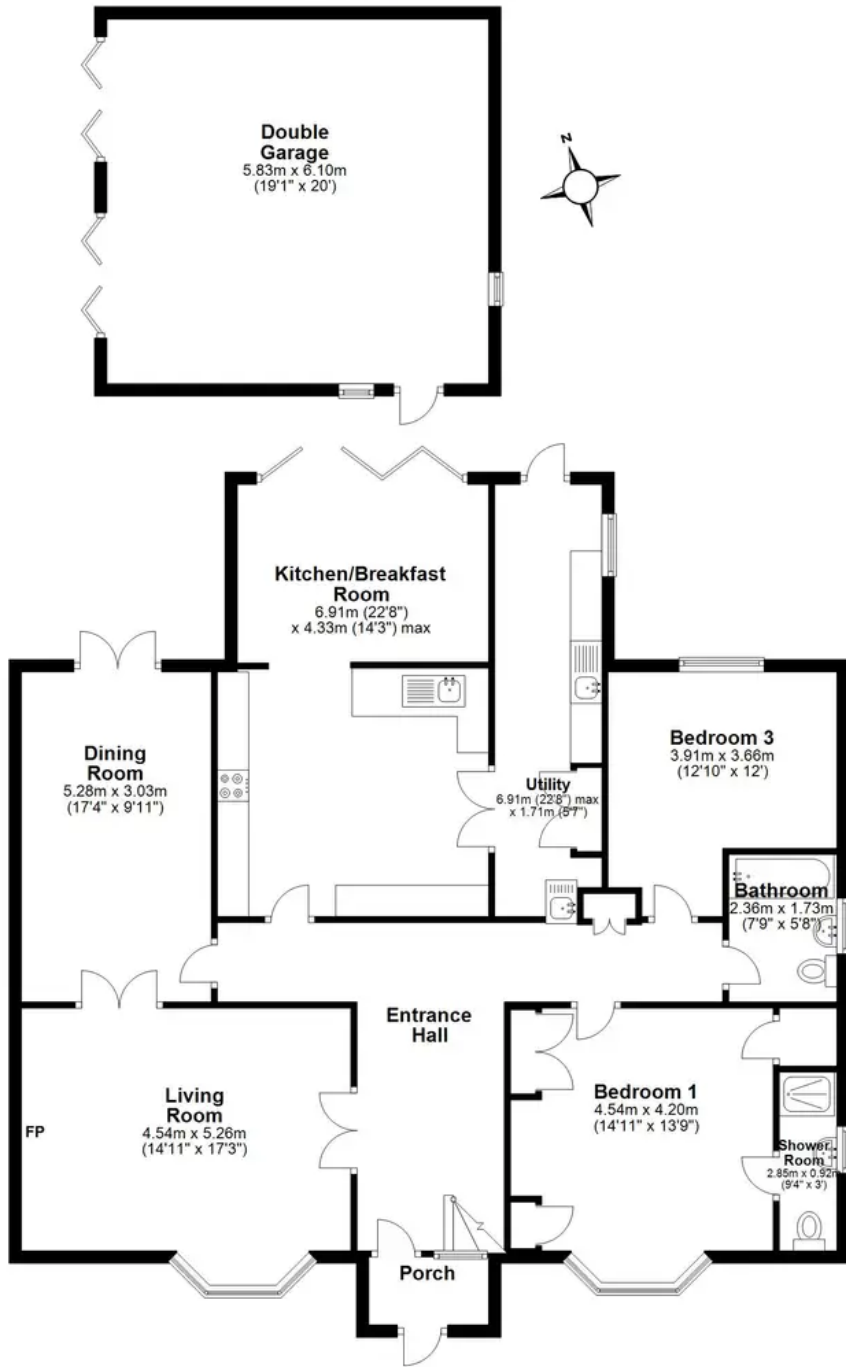 Double
Garage
5.83m x 6.10m
(19'1" x 20')
N
Kitchen/Breakfast
Room
6.91m (22'8")
x 4.33m (14'3") max
Dining
Room
5.28m x 3.03m
(17'4" x 9'11")
Utility
6.91m (22'8") max
x 1.71m (5'7")
Bedroom 3
3.91m x 3.66m
(12'10" x 12')
Bathroom
2.36m x 1.73m
(7'9" x 5'8")
Entrance
Hall
Living
Room
4.54m x 5.26m
(14'11" x 17'3")
FP
Bedroom 1
4.54m x 4.20m
(14'11" x 13'9")
Shower
Room
2.85m x 0.92m
(9'4" x 3')
Porch